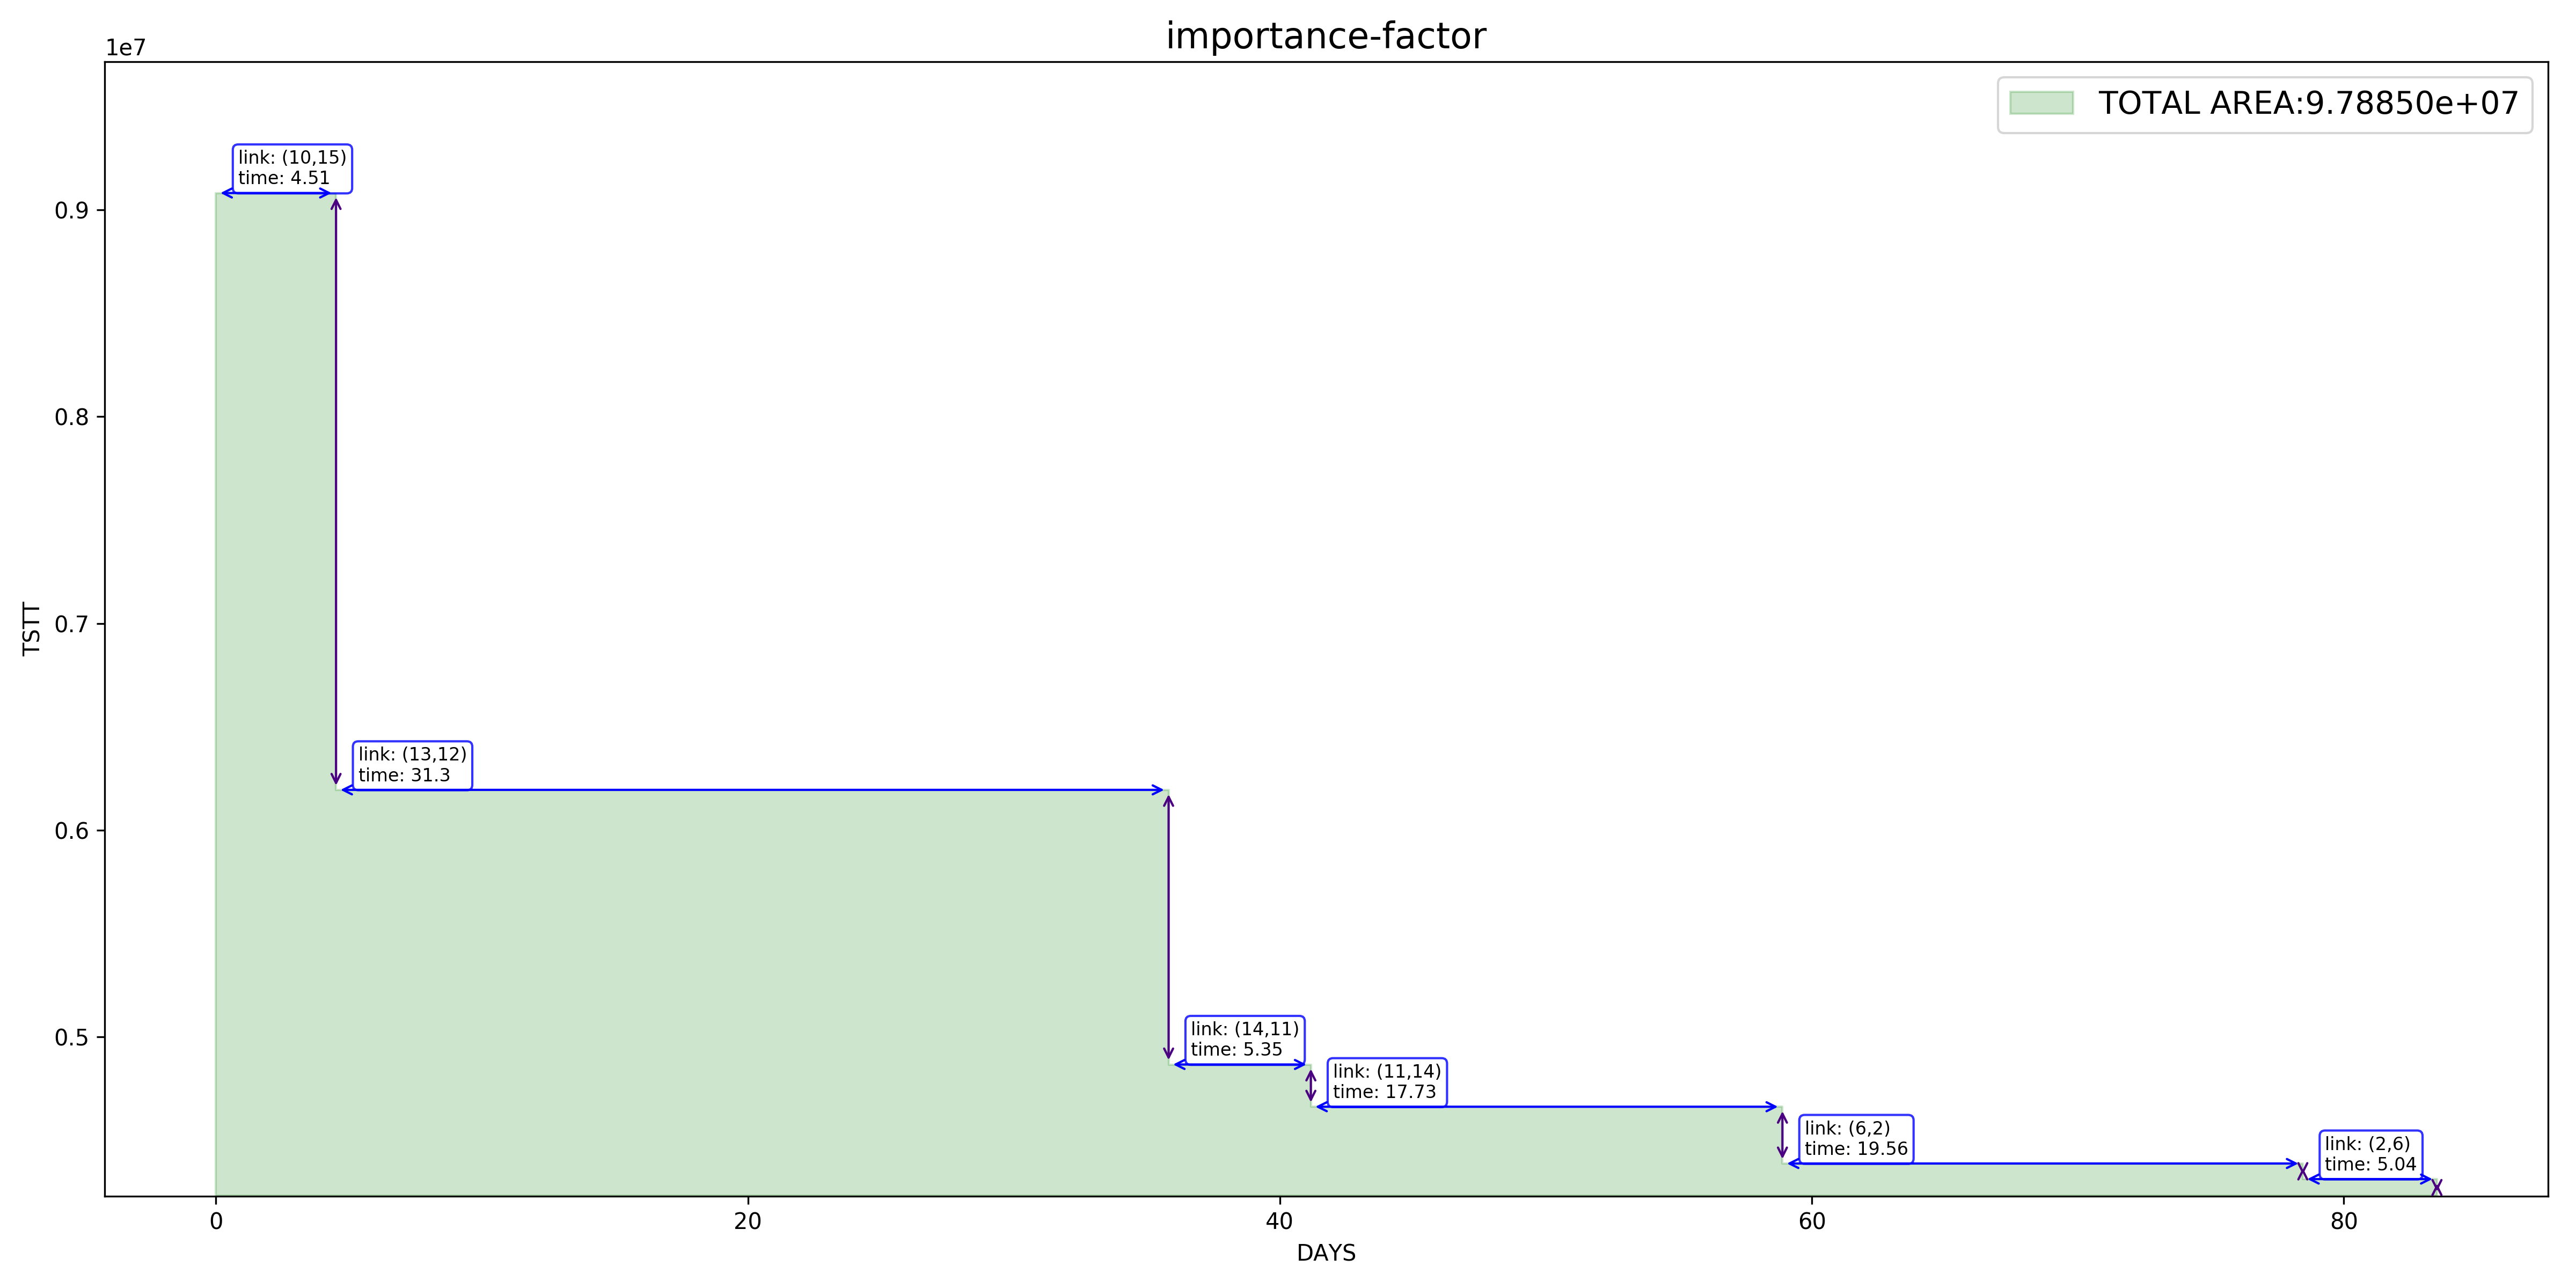 importance-factor
1e7
TOTAL AREA:9.78850e+07
link: (10,15)
time: 4.51
0.9
0.8
0.7
TSTT
link: (13,12)
time: 31.3
0.6
link: (14,11)
time: 5.35
0.5
link: (11,14)
time: 17.73
link: (6,2)
time: 19.56
link: (2,6)
time: 5.04
0
20
40
60
80
DAYS